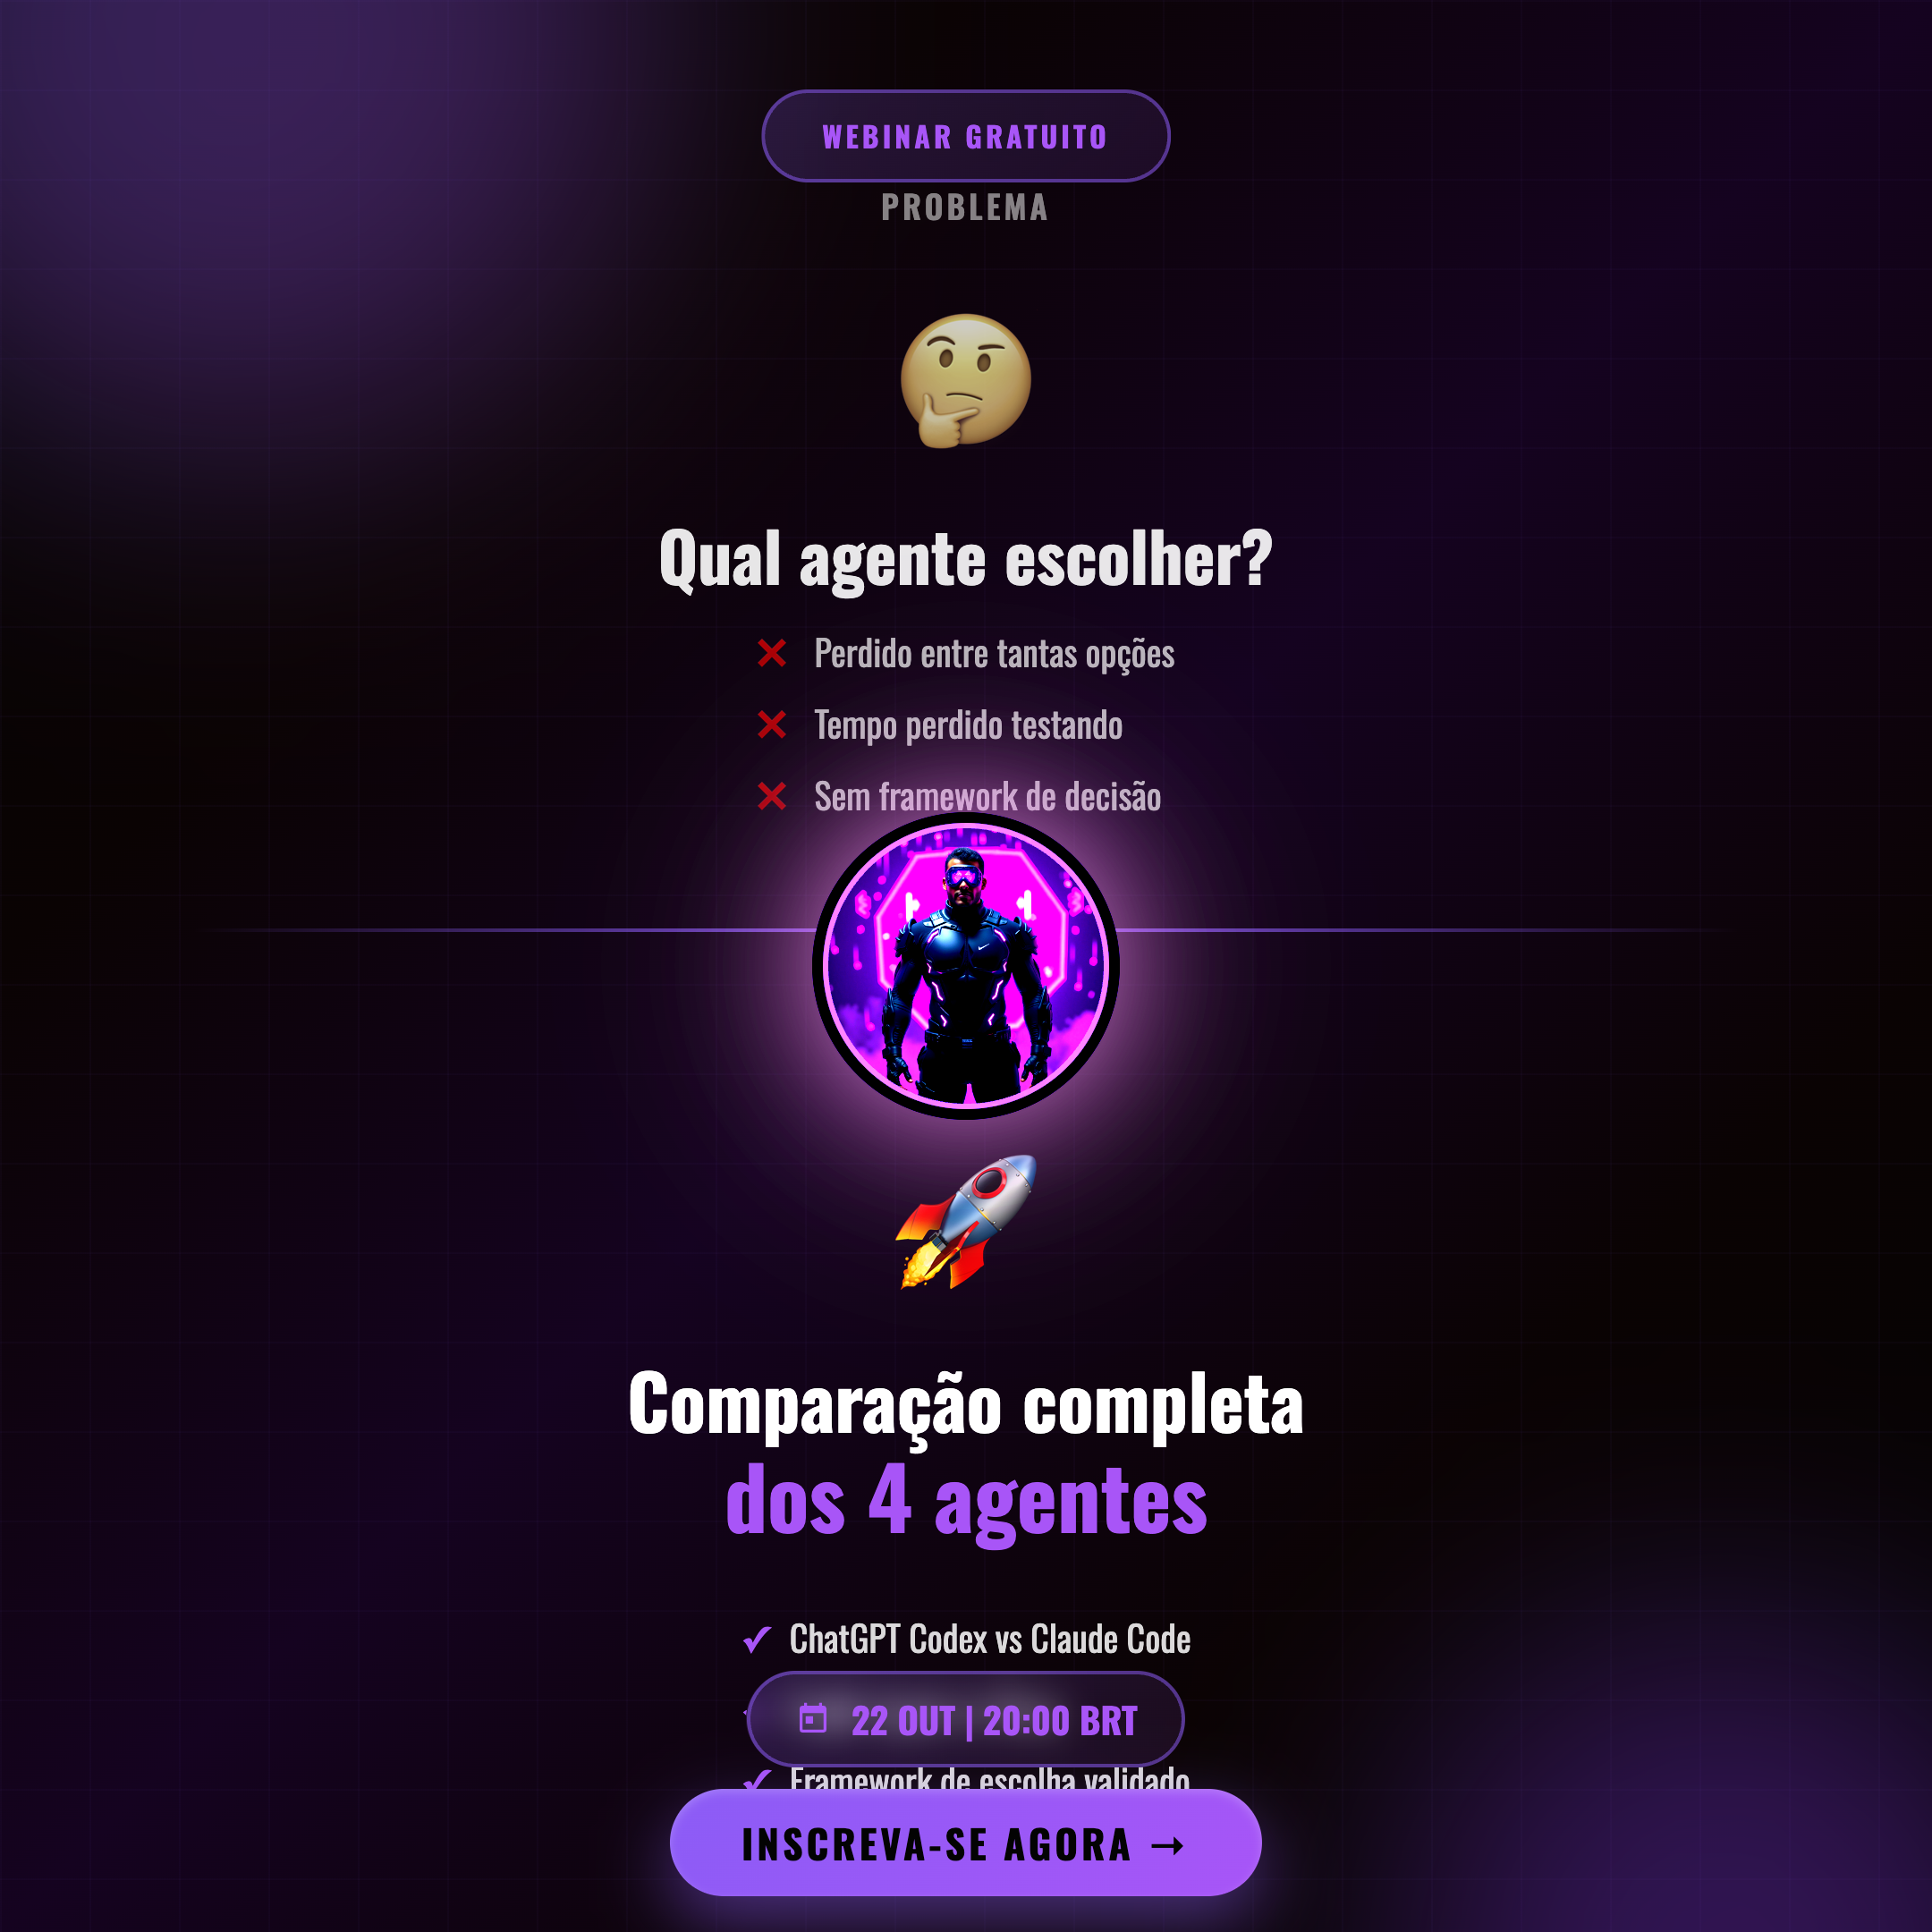 WEBINAR GRATUITO
PROBLEMA
Qual agente escolher?
Perdido entre tantas opções
Tempo perdido testando
Sem framework de decisão
Comparação completa
dos 4 agentes
ChatGPT Codex vs Claude Code
22 OUT | 20:00 BRT
Framework de escolha validado
INSCREVA-SE AGORA →